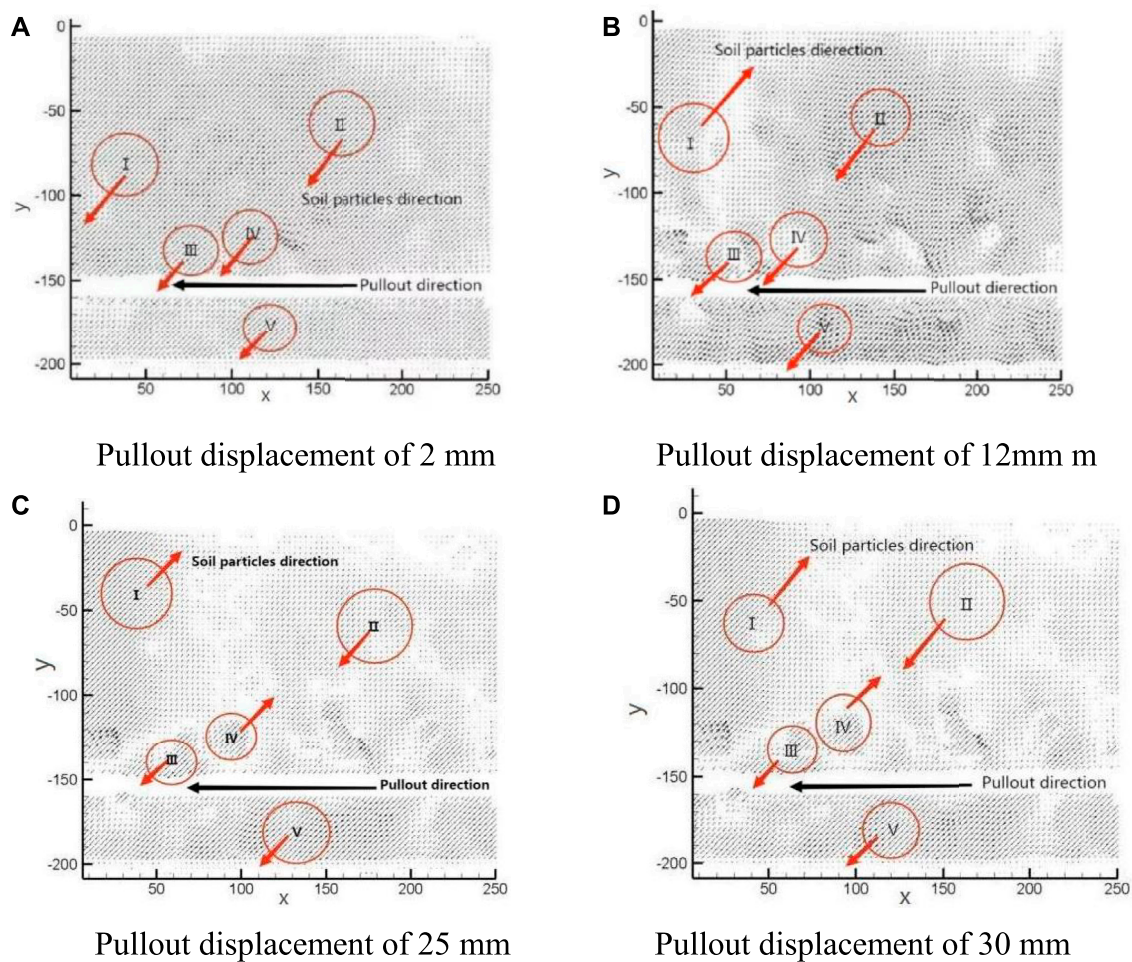 A
0
-50
-100
-150
-200
y
I
II
Soil particles direction
III
IV
Pullout direction
V
50
100
150
200
250
x
Pullout displacement of 2 mm
B
0
-50
-100
-150
-200
y
Soil particles dierection
I
II
III
IV
Pullout dierection
V
50
100
150
200
250
x
Pullout displacement of 12mm m
C
0
-50
-100
-150
-200
y
Soil particles direction
I
II
IV
III
Pullout direction
V
50
100
150
200
250
x
Pullout displacement of 25 mm
D
0
-50
-100
-150
-200
y
Soil particles direction
I
II
IV
III
Pullout direction
V
50
100
150
200
250
x
Pullout displacement of 30 mm